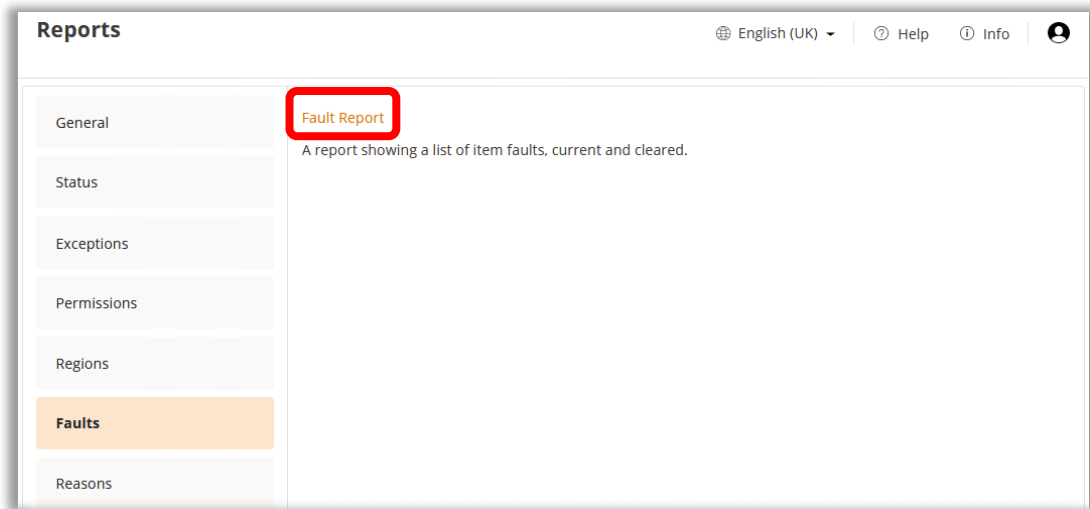 Reports
English (UK)
Help
Info
General
Status
Exceptions
Permissions
Regions
Faults
Reasons
Fault Report
A report showing a list of item faults, current and cleared.